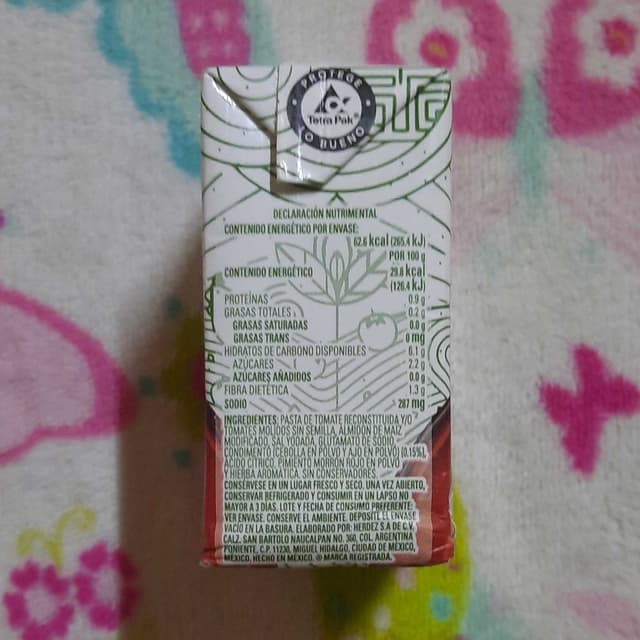 PROTEGE
Tetra Pak®
LO BUENO
DECLARACIÓN NUTRIMENTAL
CONTENIDO ENERGÉTICO POR ENVASE:
62.6 kcal (265.4 kJ)
POR 100 g
CONTENIDO ENERGÉTICO 29.8 kcal
(126.4 kJ)
PROTEÍNAS 0.9 g
GRASAS TOTALES 0.2 g
GRASAS SATURADAS 0.0 g
GRASAS TRANS 0 mg
HIDRATOS DE CARBONO DISPONIBLES 6.1 g
AZÚCARES 2.2 g
AZÚCARES AÑADIDOS 0.0 g
FIBRA DIETÉTICA 1.3 g
SODIO 287 mg
INGREDIENTES: PASTA DE TOMATE RECONSTITUIDA Y/O
TOMATES MOLIDOS SIN SEMILLA, ALMIDÓN DE MAÍZ
MODIFICADO, SAL YODADA, GLUTAMATO DE SODIO,
CONDIMENTO (CEBOLLA EN POLVO Y AJO EN POLVO) (0.15%),
ÁCIDO CÍTRICO, PIMIENTO MORRÓN ROJO EN POLVO
Y HIERBA AROMÁTICA. SIN CONSERVADORES.
CONSÉRVESE EN UN LUGAR FRESCO Y SECO. UNA VEZ ABIERTO,
CONSERVAR REFRIGERADO Y CONSUMIR EN UN LAPSO NO
MAYOR A 3 DÍAS. LOTE Y FECHA DE CONSUMO PREFERENTE:
VER ENVASE. CONSERVE EL AMBIENTE. DEPOSITE EL ENVASE
VACÍO EN LA BASURA. ELABORADO POR: HERDEZ S.A DE C.V.
CALZ. SAN BARTOLO NAUCALPAN NO. 360, COL. ARGENTINA
PONIENTE, C.P. 11230, MIGUEL HIDALGO, CIUDAD DE MÉXICO,
MÉXICO. HECHO EN MÉXICO. ® MARCA REGISTRADA.